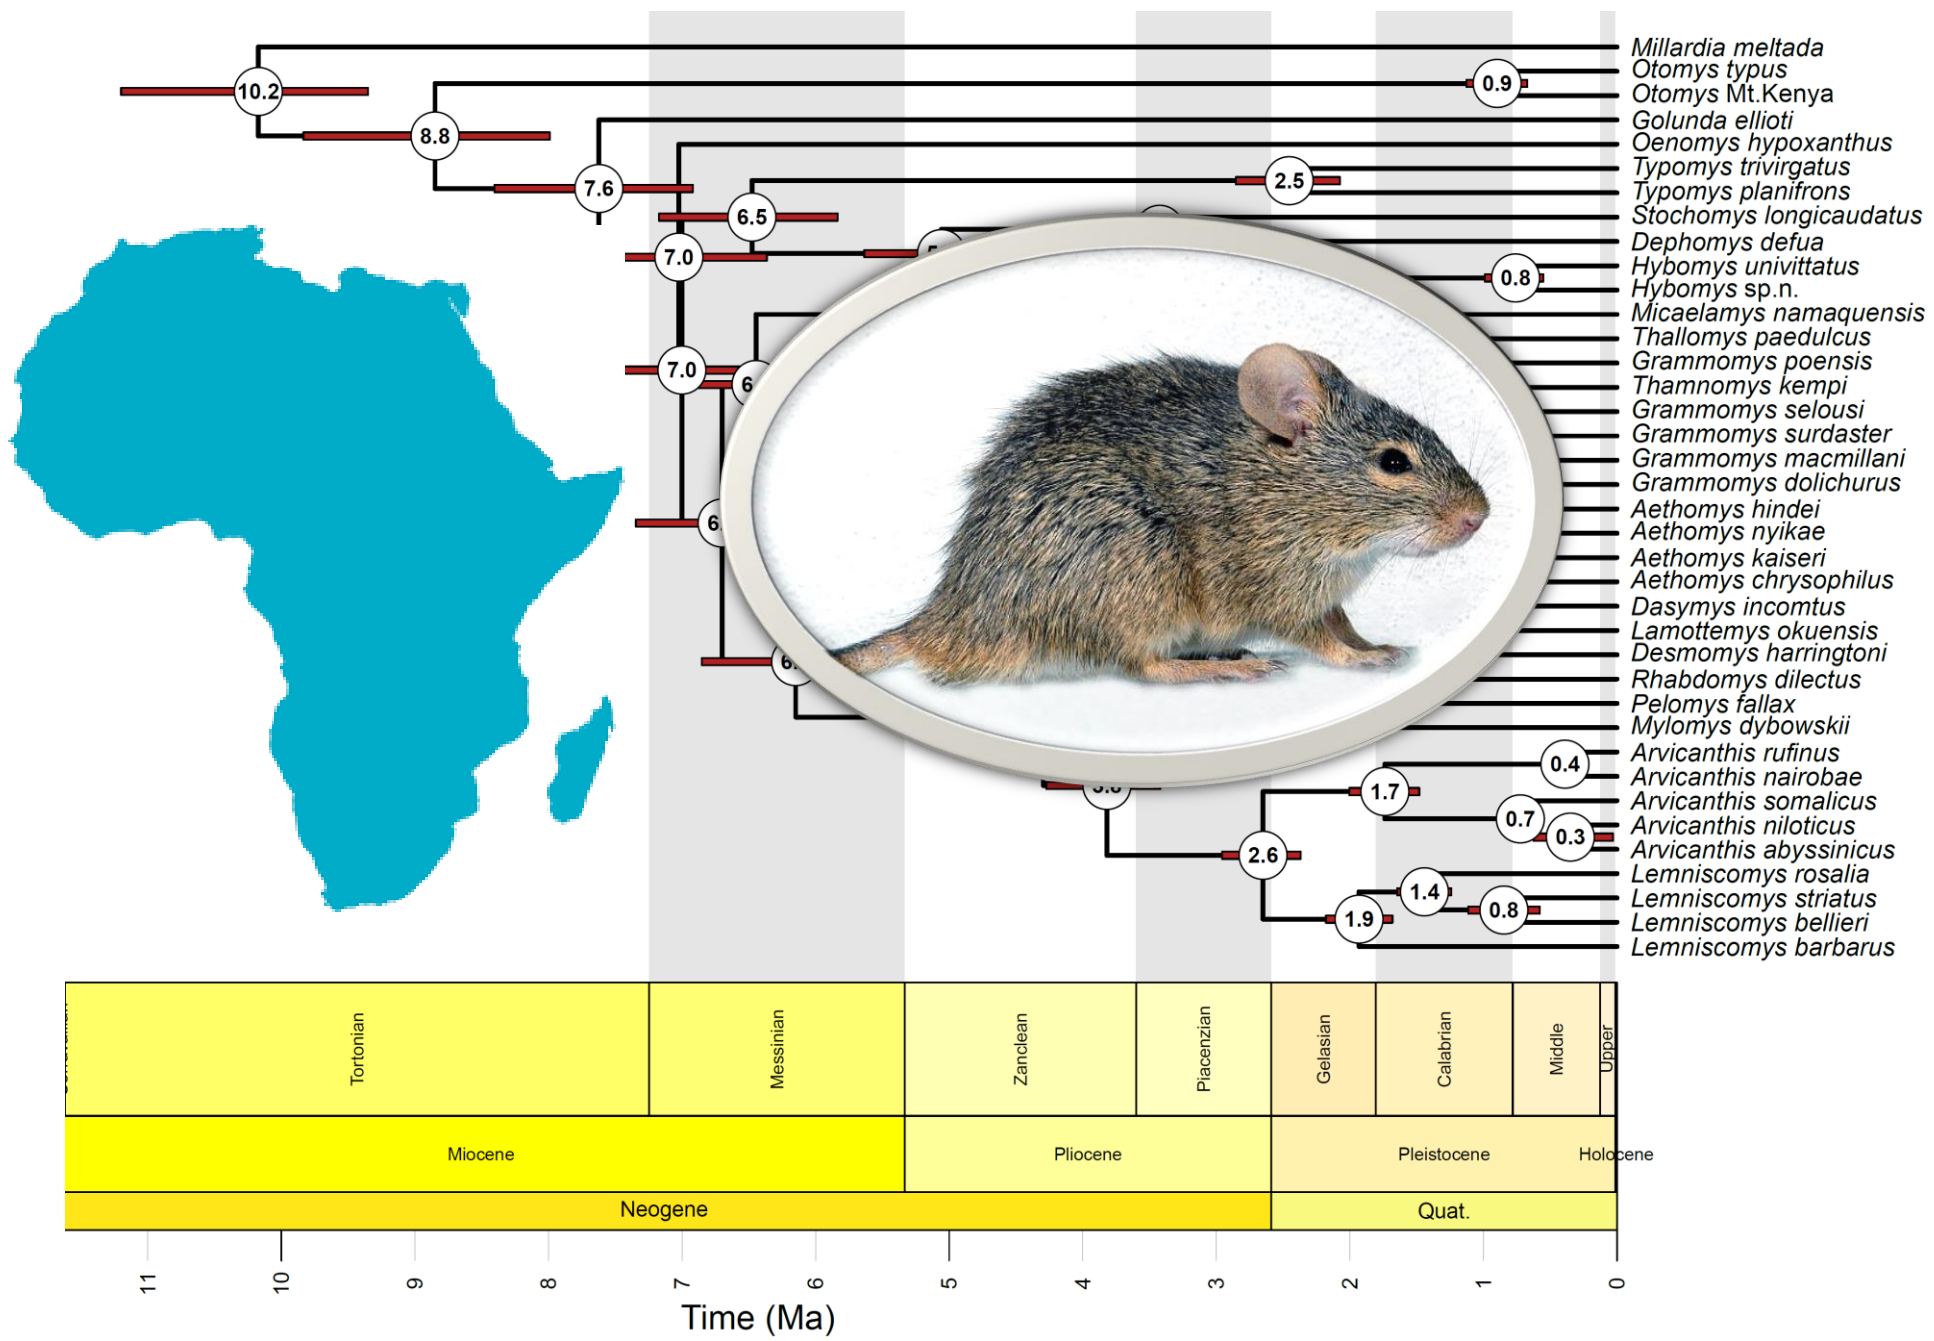 Millardia meltada
Otomys typus
0.9
Otomys Mt.Kenya
10.2
Golunda ellioti
8.8
Oenomys hypoxanthus
Typomys trivirgatus
2.5
7.6
Typomys planifrons
6.5
Stochomys longicaudatus
Dephomys defua
7.0
Hybomys univittatus
0.8
Hybomys sp.n.
Micaelamys namaquensis
Thallomys paedulcus
Grammomys poensis
7.0
Thamnomys kempi
Grammomys selousi
Grammomys surdaster
Grammomys macmillani
Grammomys dolichurus
Aethomys hindei
Aethomys nyikae
Aethomys kaiseri
Aethomys chrysophilus
Dasymys incomtus
Lamottemys okuensis
Desmomys harringtoni
Rhabdomys dilectus
Pelomys fallax
Mylomys dybowskii
Arvicanthis rufinus
0.4
Arvicanthis nairobae
1.7
Arvicanthis somalicus
0.7
Arvicanthis niloticus
0.3
Arvicanthis abyssinicus
2.6
Lemniscomys rosalia
1.4
Lemniscomys striatus
0.8
1.9
Lemniscomys bellieri
Lemniscomys barbarus
Tortonian
Messinian
Zanclean
Piacenzian
Gelasian
Calabrian
Middle
Upper
Miocene
Pliocene
Pleistocene
Holocene
Neogene
Quat.
11
10
9
8
7
6
5
4
3
2
1
0
Time (Ma)